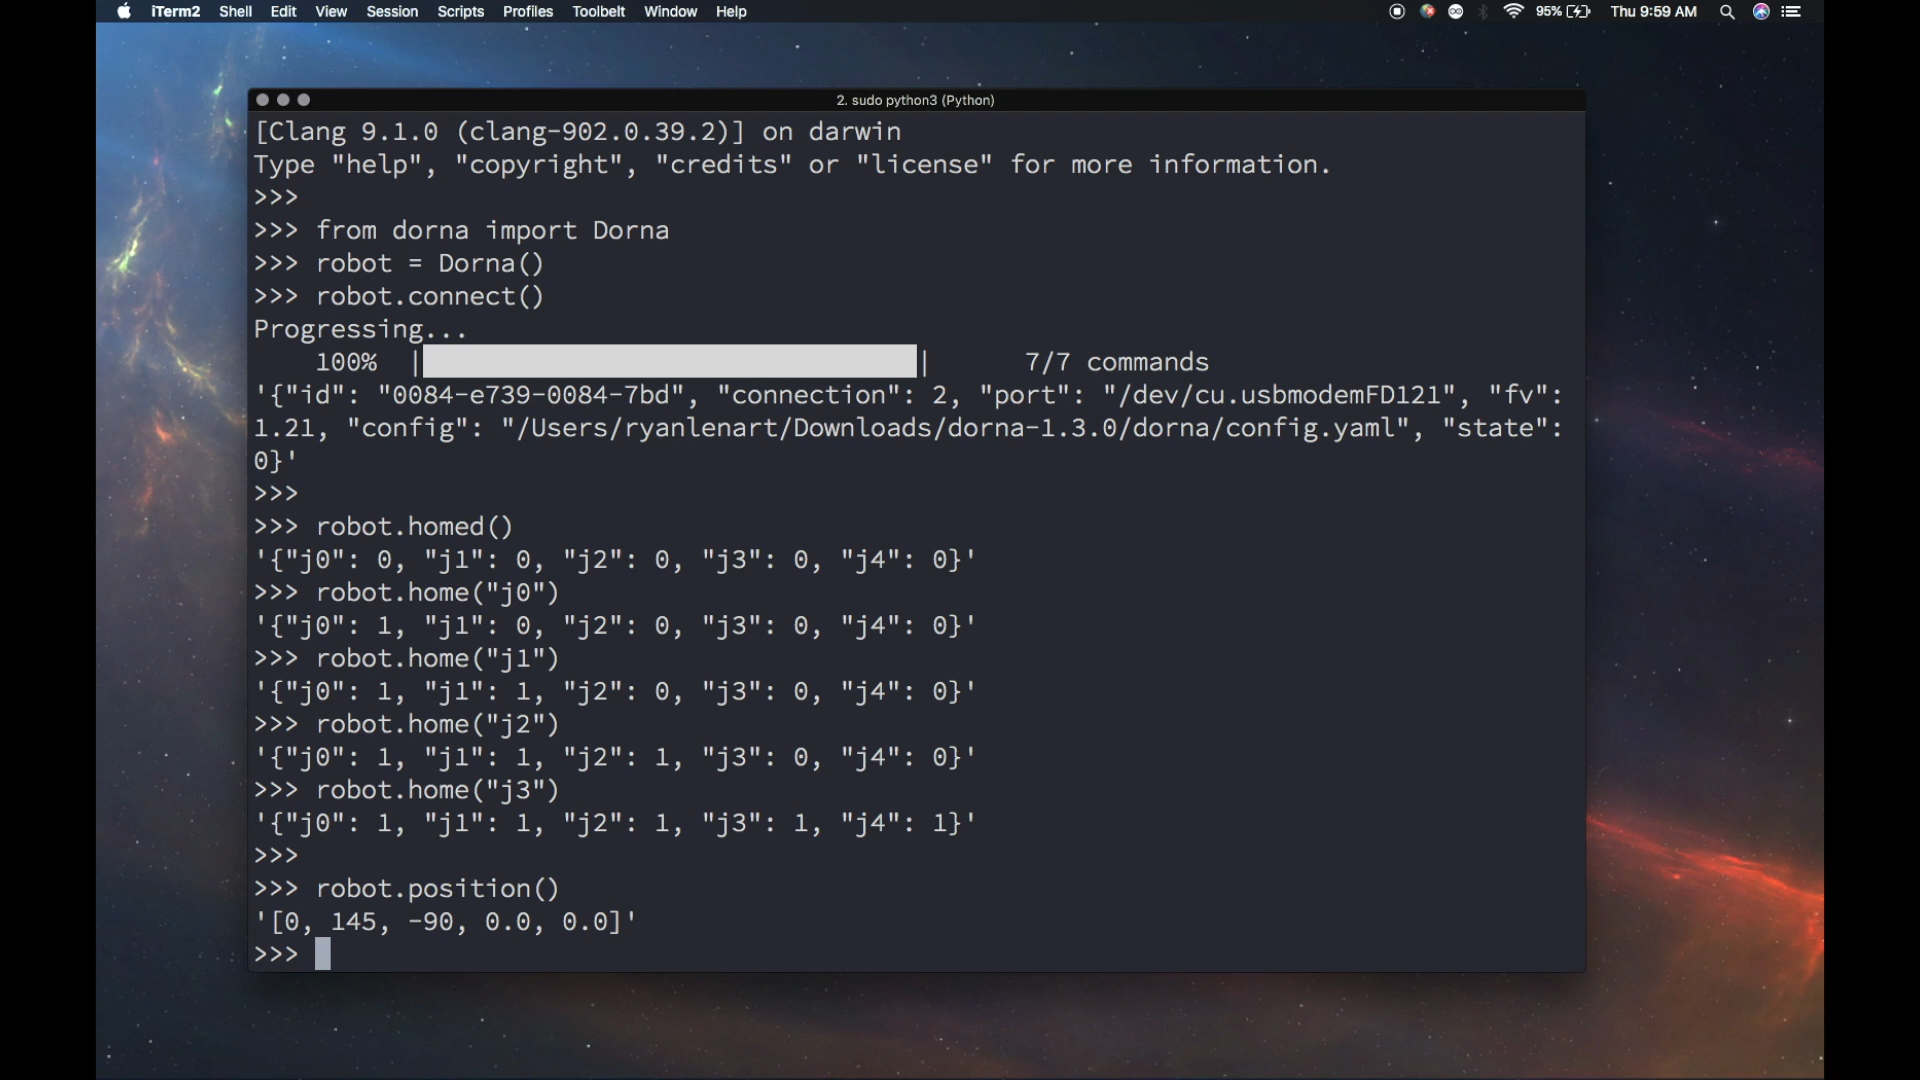 iTerm2 Shell Edit View Session Scripts Profiles Toolbelt Window Help 95% Thu 9:59 AM
2. sudo python3 (Python)
[Clang 9.1.0 (clang-902.0.39.2)] on darwin
Type "help", "copyright", "credits" or "license" for more information.
>>>
>>> from dorna import Dorna
>>> robot = Dorna()
>>> robot.connect()
Progressing...
100% | | 7/7 commands
'{"id": "0084-e739-0084-7bd", "connection": 2, "port": "/dev/cu.usbmodemFD121", "fv":
1.21, "config": "/Users/ryanlenart/Downloads/dorna-1.3.0/dorna/config.yaml", "state":
0}'
>>>
>>> robot.homed()
'{"j0": 0, "j1": 0, "j2": 0, "j3": 0, "j4": 0}'
>>> robot.home("j0")
'{"j0": 1, "j1": 0, "j2": 0, "j3": 0, "j4": 0}'
>>> robot.home("j1")
'{"j0": 1, "j1": 1, "j2": 0, "j3": 0, "j4": 0}'
>>> robot.home("j2")
'{"j0": 1, "j1": 1, "j2": 1, "j3": 0, "j4": 0}'
>>> robot.home("j3")
'{"j0": 1, "j1": 1, "j2": 1, "j3": 1, "j4": 1}'
>>>
>>> robot.position()
'[0, 145, -90, 0.0, 0.0]'
>>>